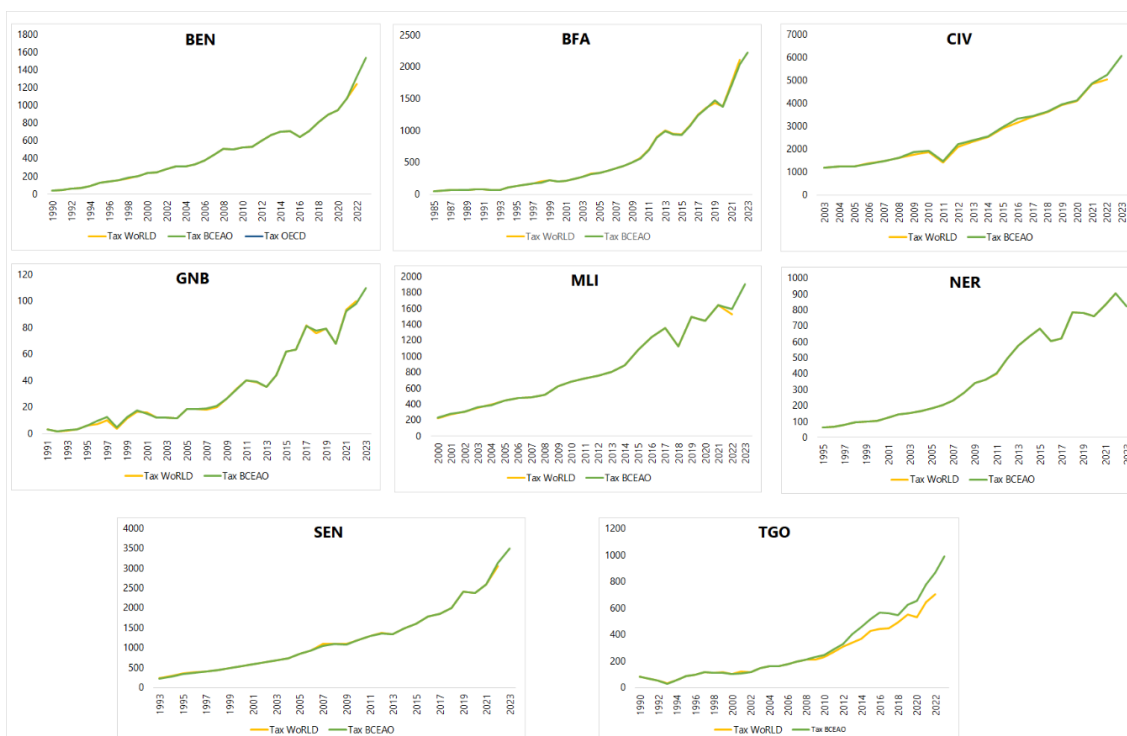 BEN
1800
1600
1400
1200
1000
800
600
400
200
0
1990 1992 1994 1996 1998 2000 2002 2004 2006 2008 2010 2012 2014 2016 2018 2020 2022
Tax WoRLD Tax BCEAO Tax OECD
BFA
2500
2000
1500
1000
500
0
1985 1987 1989 1991 1993 1995 1997 1999 2001 2003 2005 2007 2009 2011 2013 2015 2017 2019 2021 2023
Tax WoRLD Tax BCEAO
CIV
7000
6000
5000
4000
3000
2000
1000
0
2003 2004 2005 2006 2007 2008 2009 2010 2011 2012 2013 2014 2015 2016 2017 2018 2019 2020 2021 2022 2023
Tax WoRLD Tax BCEAO
GNB
120
100
80
60
40
20
0
1991 1993 1995 1997 1999 2001 2003 2005 2007 2009 2011 2013 2015 2017 2019 2021 2023
Tax WoRLD Tax BCEAO
MLI
2000
1800
1600
1400
1200
1000
800
600
400
200
0
2000 2001 2002 2003 2004 2005 2006 2007 2008 2009 2010 2011 2012 2013 2014 2015 2016 2017 2018 2019 2020 2021 2022 2023
Tax WoRLD Tax BCEAO
NER
1000
900
800
700
600
500
400
300
200
100
0
1995 1997 1999 2001 2003 2005 2007 2009 2011 2013 2015 2017 2019 2021 2023
Tax WoRLD Tax BCEAO
SEN
4000
3500
3000
2500
2000
1500
1000
500
0
1993 1995 1997 1999 2001 2003 2005 2007 2009 2011 2013 2015 2017 2019 2021 2023
Tax WoRLD Tax BCEAO
TGO
1200
1000
800
600
400
200
0
1990 1992 1994 1996 1998 2000 2002 2004 2006 2008 2010 2012 2014 2016 2018 2020 2022
Tax WoRLD Tax BCEAO